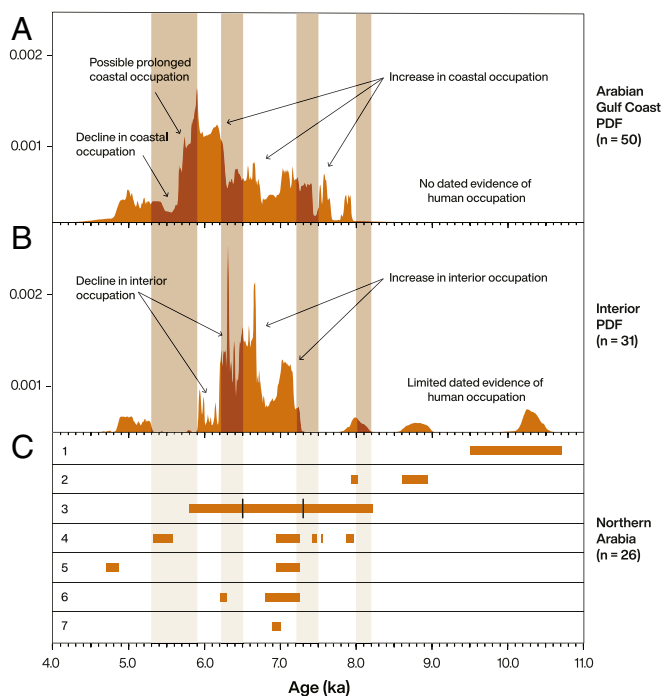 A
0.002
0.001
Possible prolonged
coastal occupation
Decline in coastal
occupation
Increase in coastal occupation
No dated evidence of
human occupation
Arabian
Gulf Coast
PDF
(n = 50)
B
0.002
0.001
Decline in interior
occupation
Increase in interior occupation
Limited dated evidence of
human occupation
Interior
PDF
(n = 31)
C
1
2
3
4
5
6
7
Northern
Arabia
(n = 26)
4.0 5.0 6.0 7.0 8.0 9.0 10.0 11.0
Age (ka)